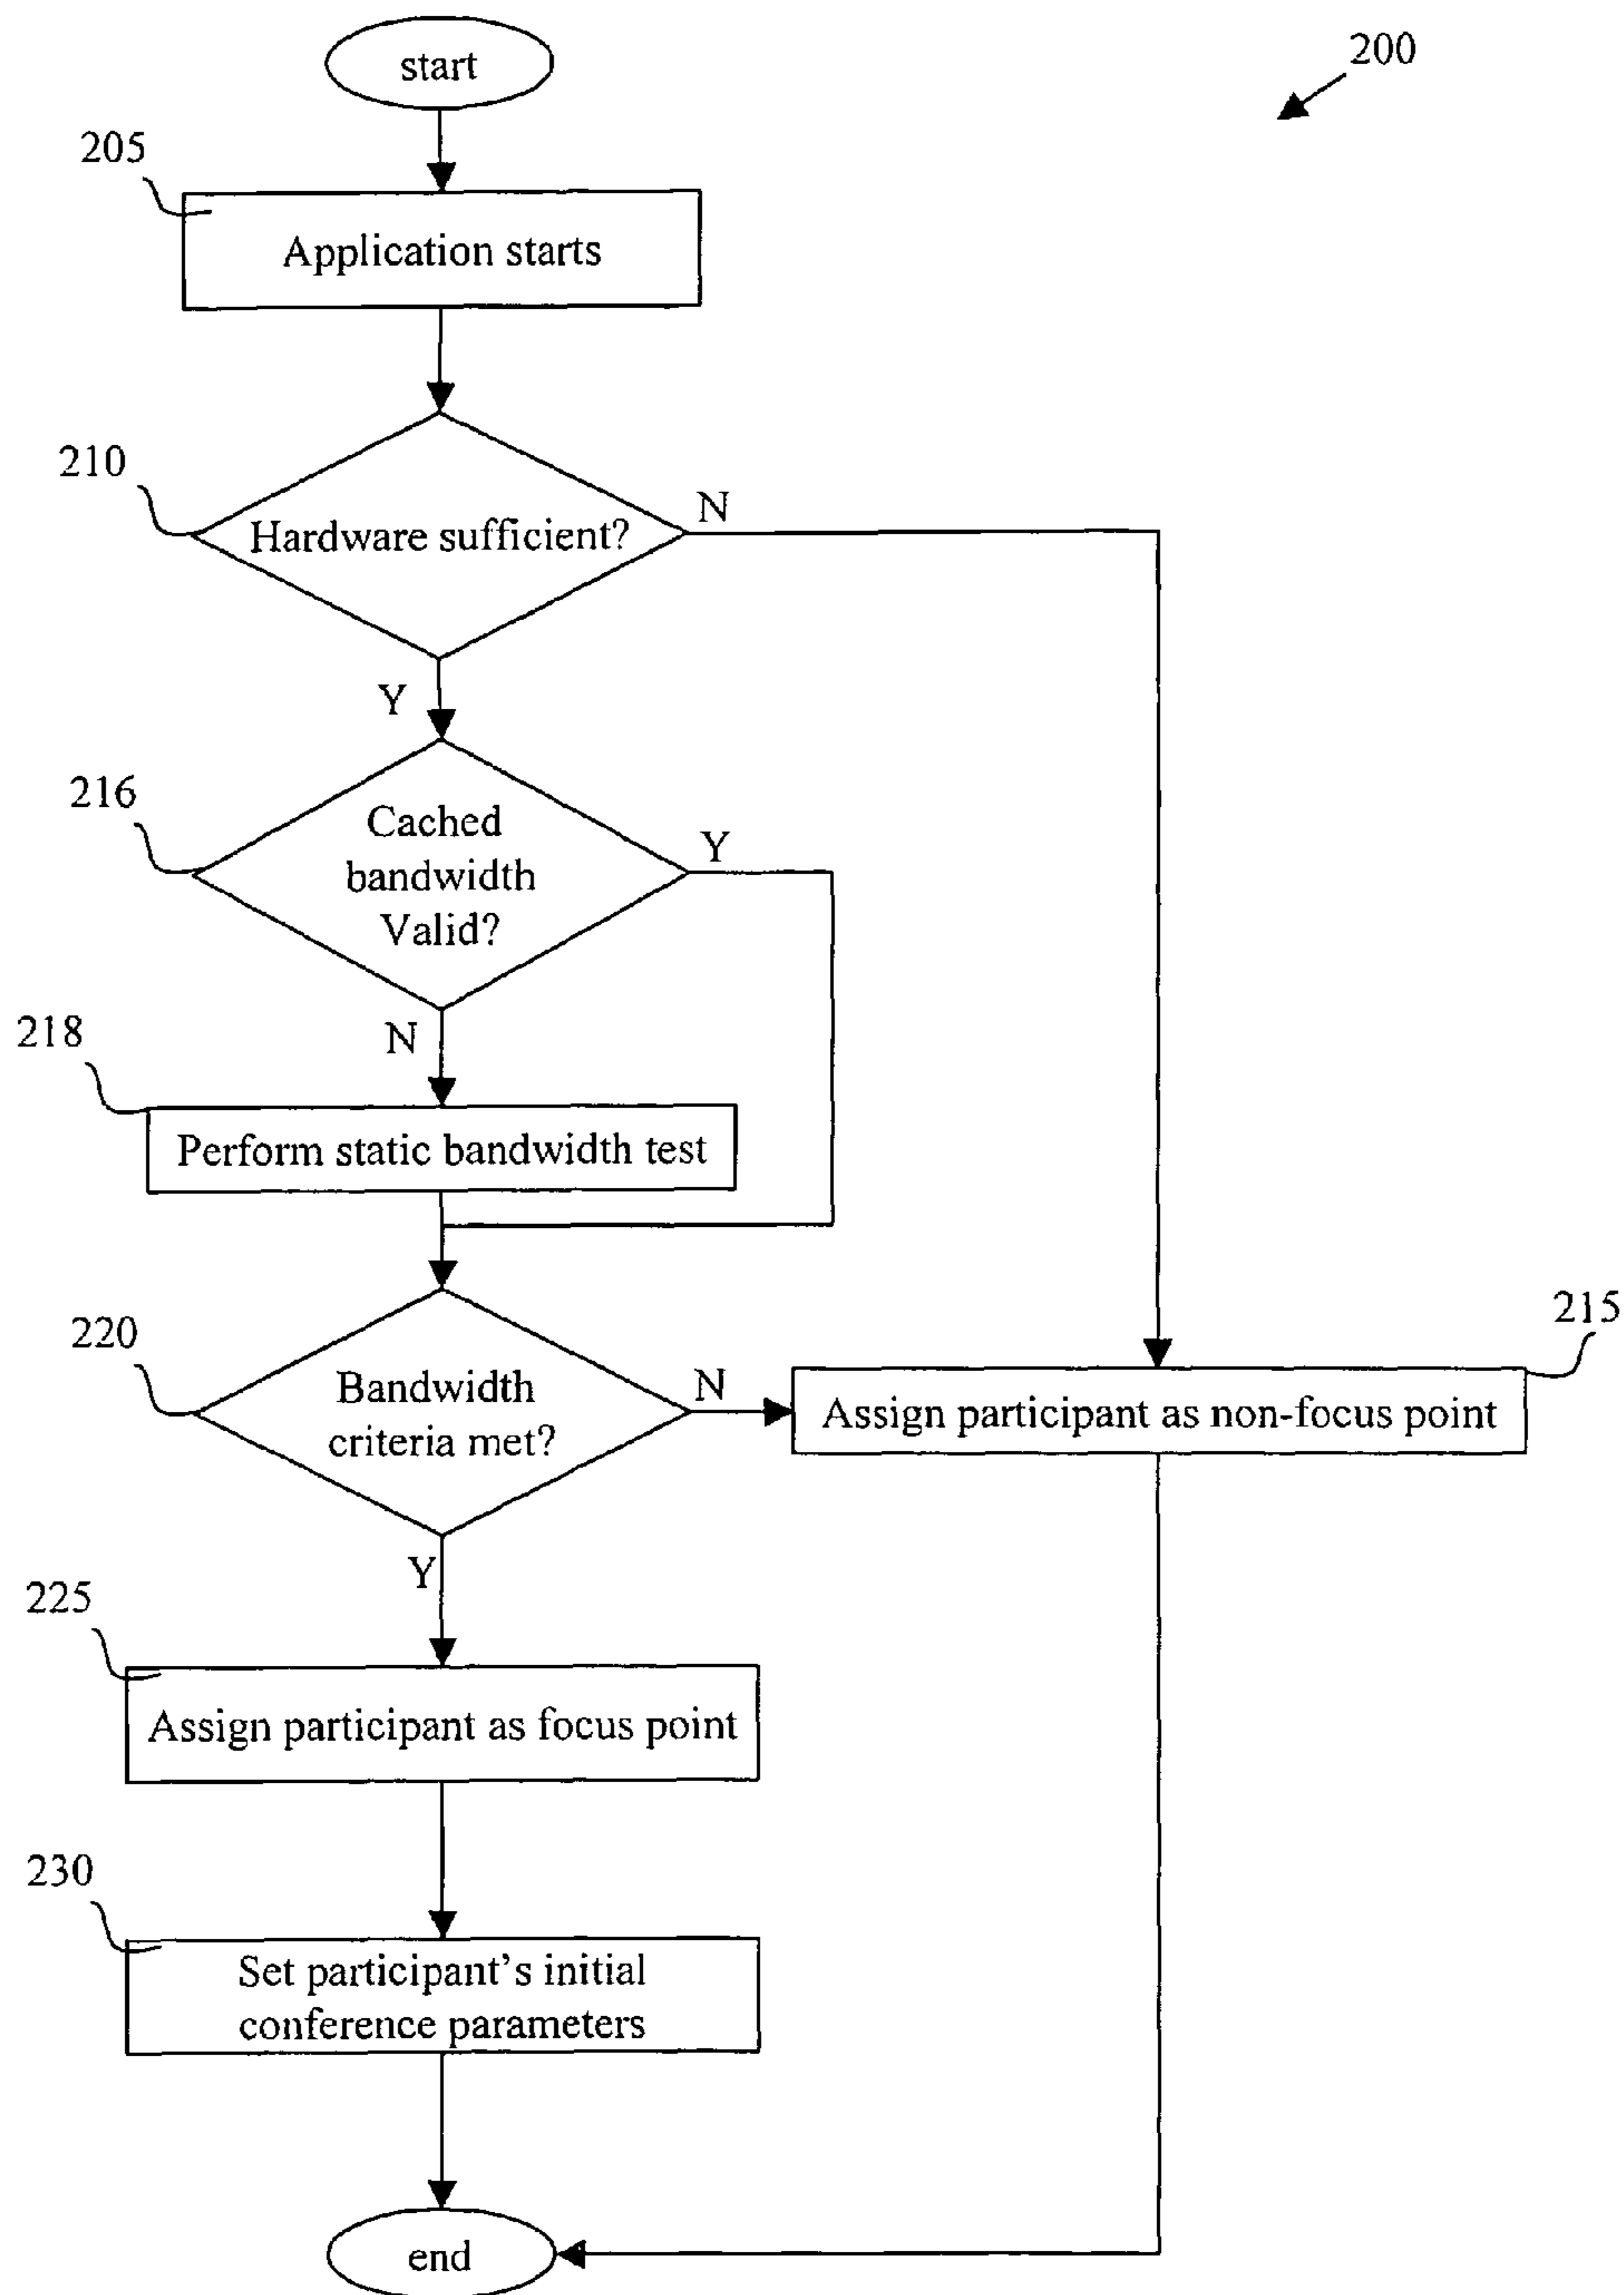 start
200
205
Application starts
210
Hardware sufficient?
N
Y
216
Cached
bandwidth
Valid?
Y
N
218
Perform static bandwidth test
220
Bandwidth
criteria met?
N
215
Assign participant as non-focus point
Y
225
Assign participant as focus point
230
Set participant's initial
conference parameters
end